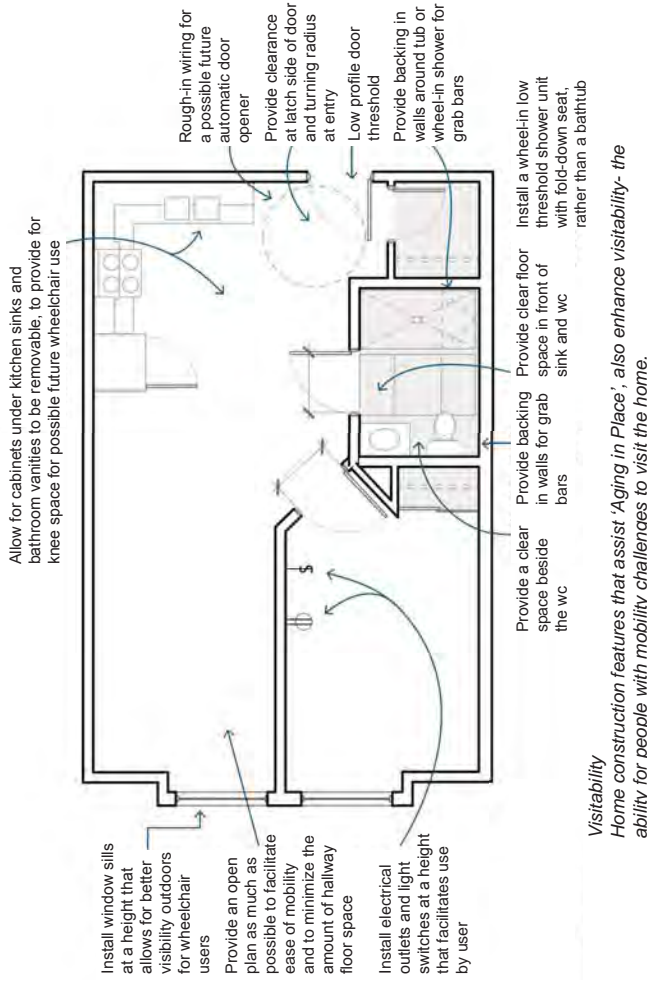 Allow for cabinets under kitchen sinks and
bathroom vanities to be removable, to provide for
knee space for possible future wheelchair use
Install window sills
at a height that
allows for better
visibility outdoors
for wheelchair
users
Provide an open
plan as much as
possible to facilitate
ease of mobility
and to minimize the
amount of hallway
floor space
Install electrical
outlets and light
switches at a height
that facilitates use
by user
Rough-in wiring for
a possible future
automatic door
opener
Provide clearance
at latch side of door
and turning radius
at entry
Low profile door
threshold
Provide backing in
walls around tub or
wheel-in shower for
grab bars
Install a wheel-in low
threshold shower unit
with fold-down seat,
rather than a bathtub
Provide clear floor
space in front of
sink and wc
Provide backing
in walls for grab
bars
Provide a clear
space beside
the wc
$
Visitability
Home construction features that assist ‘Aging in Place’, also enhance visitability- the
ability for people with mobility challenges to visit the home.